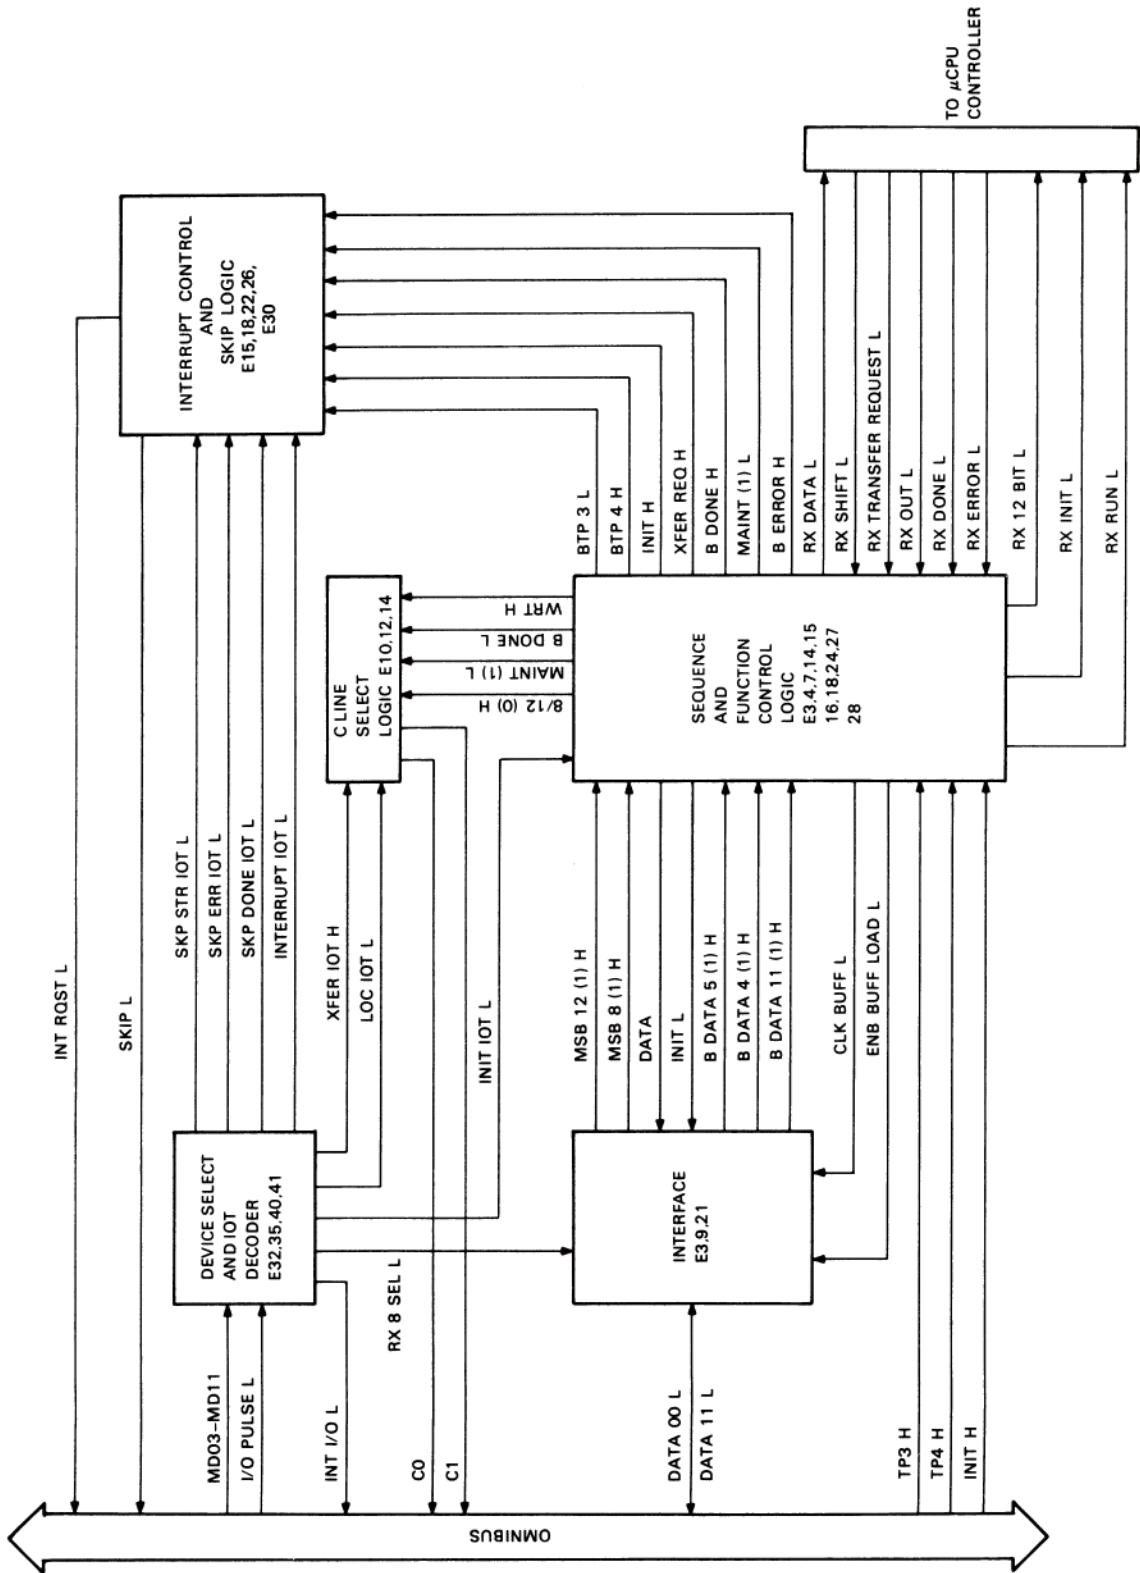 OMNIBUS
INT RQST L
SKIP L
MD03-MD11
I/O PULSE L
INT I/O L
C0
C1
DATA 00 L
DATA 11 L
TP3 H
TP4 H
INIT H
DEVICE SELECT
AND IOT
DECODER
E32,35,40,41
RX 8 SEL L
INTERFACE
E3,9,21
SKP STR IOT L
SKP ERR IOT L
SKP DONE IOT L
INTERRUPT IOT L
XFER IOT H
LOC IOT L
INIT IOT L
MSB 12 (1) H
MSB 8 (1) H
DATA
INIT L
B DATA 5 (1) H
B DATA 4 (1) H
B DATA 11 (1) H
CLK BUFF L
ENB BUFF LOAD L
C LINE
SELECT
LOGIC E10,12,14
8/12 (0) H
MAINT (1) L
B DONE L
WRT H
SEQUENCE
AND
FUNCTION
CONTROL
LOGIC
E3,4,7,14,15
16,18,24,27
28
INTERRUPT CONTROL
AND
SKIP LOGIC
E15,18,22,26,
E30
BTP 3 L
BTP 4 H
INIT H
XFER REQ H
B DONE H
MAINT (1) L
B ERROR H
RX DATA L
RX SHIFT L
RX TRANSFER REQUEST L
RX OUT L
RX DONE L
RX ERROR L
RX 12 BIT L
RX INIT L
RX RUN L
TO μCPU
CONTROLLER